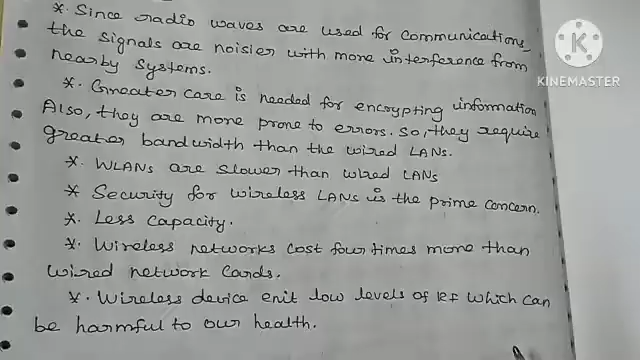 *. Since radio waves are used for communications,
the signals are noisier with more interference from
nearby systems.
*. Greater care is needed for encrypting information
Also, they are more prone to errors. So, they require
greater bandwidth than the wired LANs.
*. WLANs are slower than wired LANs
* Security for wireless LANs is the prime concern.
*. Less capacity.
*. Wireless networks cost four times more than
wired network cards.
*. Wireless device emit low levels of RF which can
be harmful to our health.
KINEMASTER